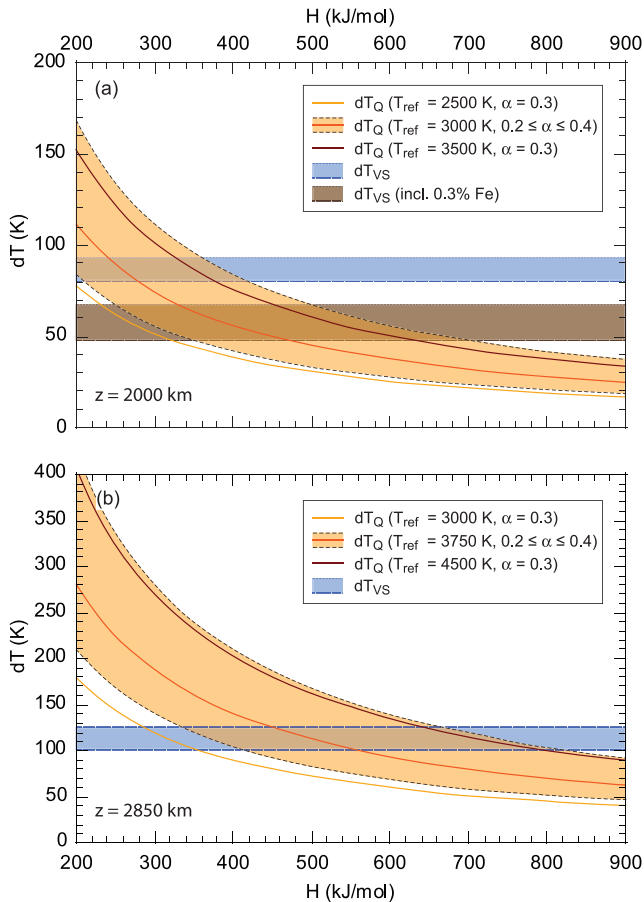 H (kJ/mol)
200 300 400 500 600 700 800 900
200
150
100
50
0
dT (K)
(a)
dT_Q (T_ref = 2500 K, α = 0.3)
dT_Q (T_ref = 3000 K, 0.2 ≤ α ≤ 0.4)
dT_Q (T_ref = 3500 K, α = 0.3)
dT_VS
dT_VS (incl. 0.3% Fe)
z = 2000 km
400
350
300
250
200
150
100
50
0
dT (K)
(b)
dT_Q (T_ref = 3000 K, α = 0.3)
dT_Q (T_ref = 3750 K, 0.2 ≤ α ≤ 0.4)
dT_Q (T_ref = 4500 K, α = 0.3)
dT_VS
z = 2850 km
200 300 400 500 600 700 800 900
H (kJ/mol)